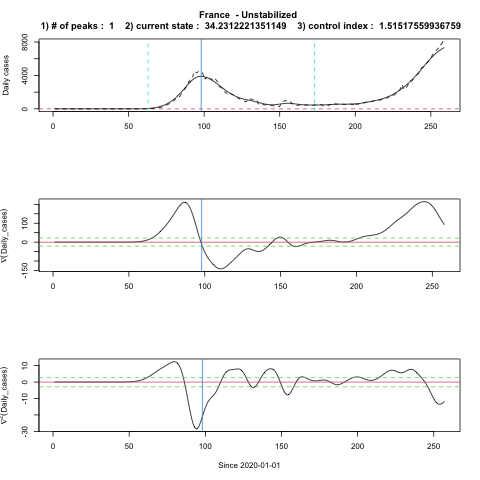 France - Unstabilized
1) # of peaks : 1 2) current state : 34.2312221351149 3) control index : 1.51517559936759
Daily cases
0 4000 8000
0 50 100 150 200 250
∇(Daily_cases)
-150 0 100
0 50 100 150 200 250
∇²(Daily_cases)
-30 -10 0 10
0 50 100 150 200 250
Since 2020-01-01